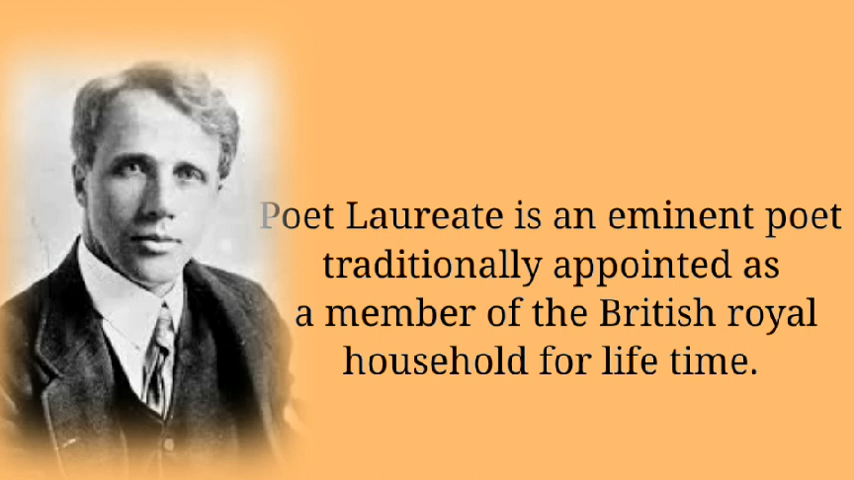 Poet Laureate is an eminent poet
traditionally appointed as
a member of the British royal
household for life time.